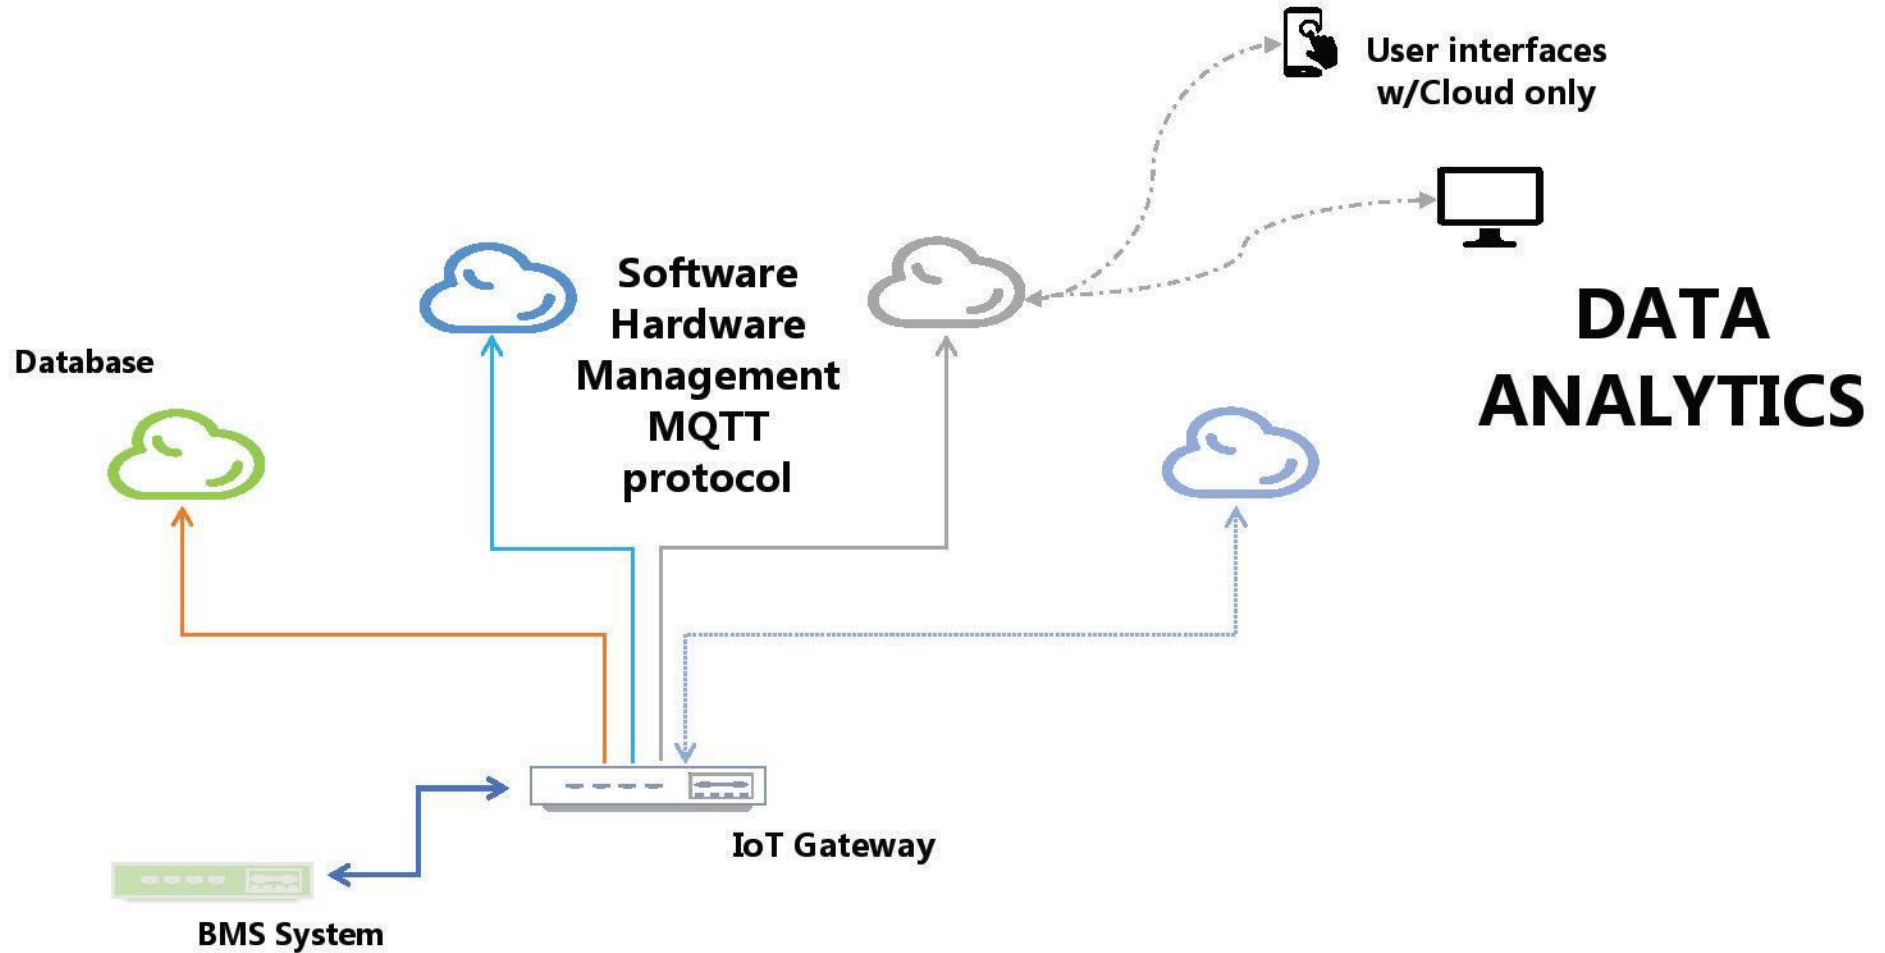 User interfaces
w/Cloud only
Software
Hardware
Management
MQTT
protocol
DATA
ANALYTICS
Database
IoT Gateway
BMS System